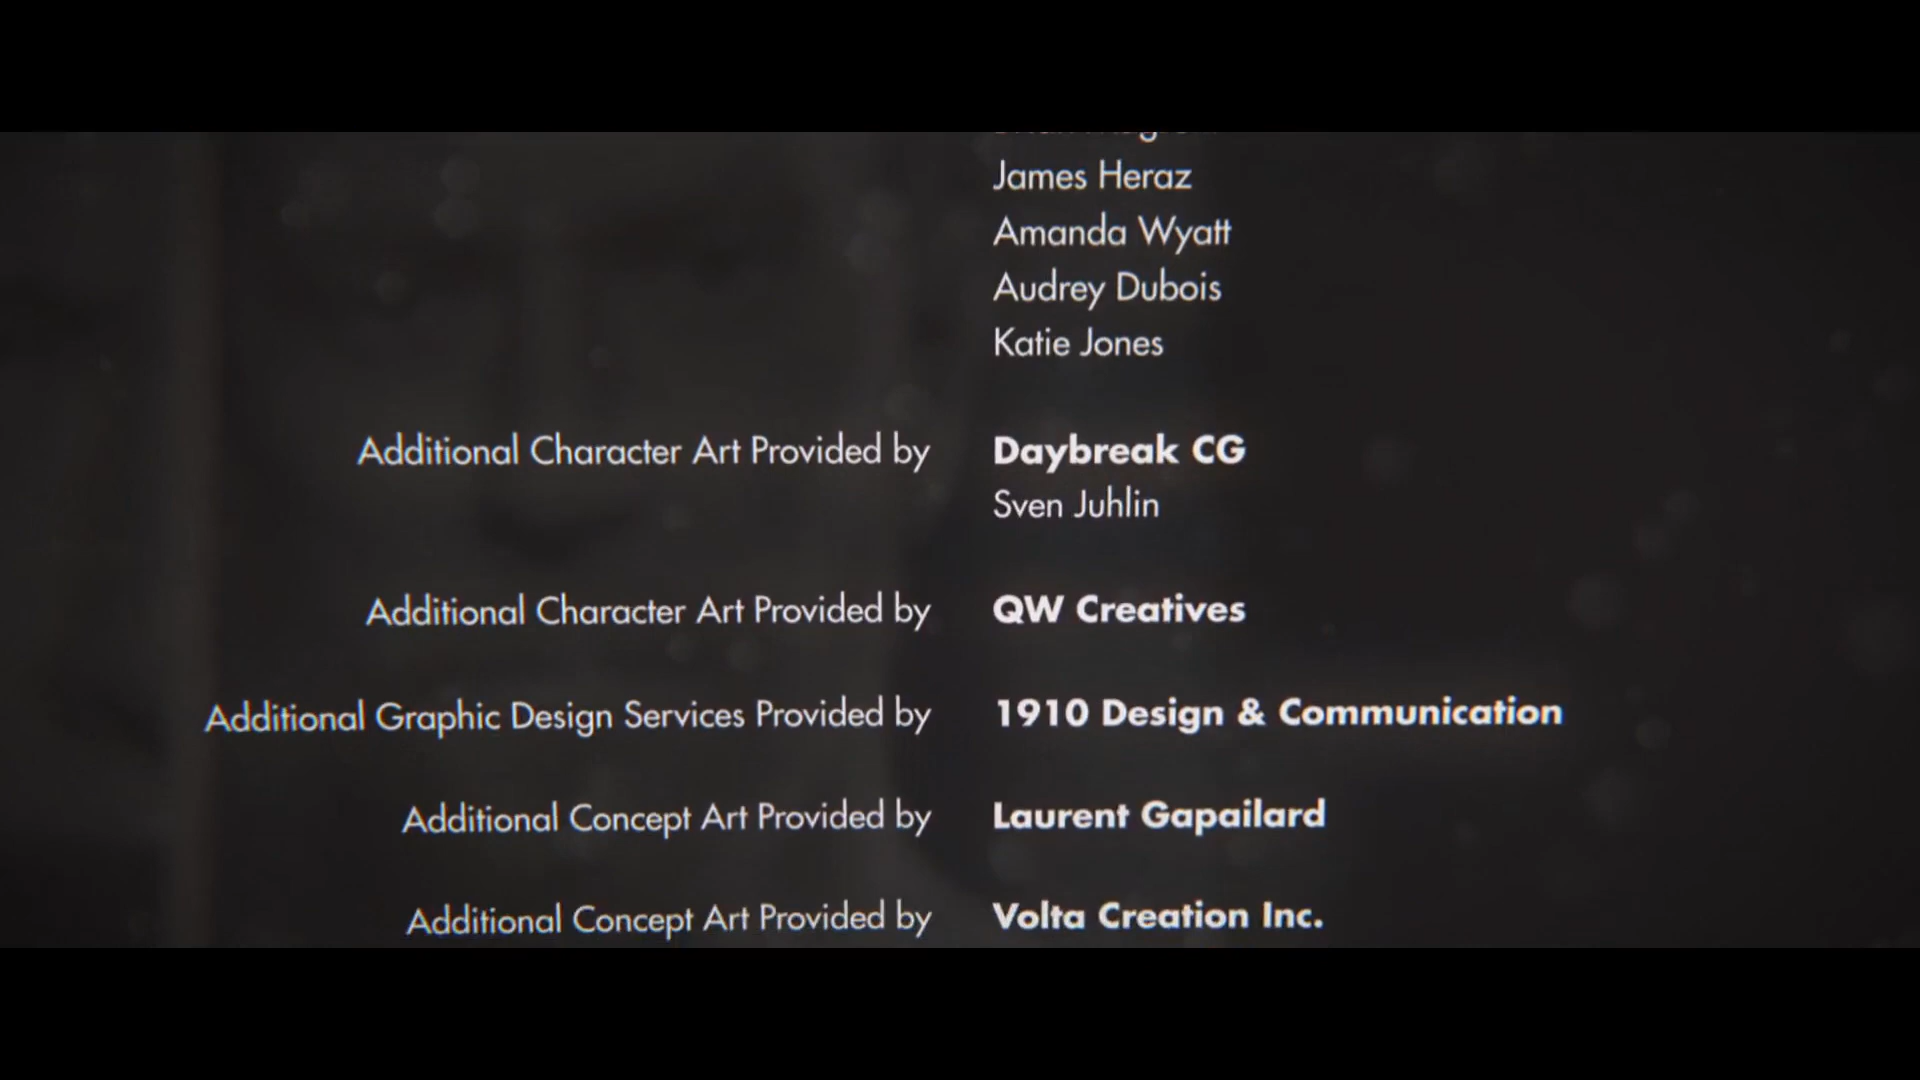 James Heraz
Amanda Wyatt
Audrey Dubois
Katie Jones
Additional Character Art Provided by Daybreak CG
Sven Juhlin
Additional Character Art Provided by QW Creatives
Additional Graphic Design Services Provided by 1910 Design & Communication
Additional Concept Art Provided by Laurent Gapailard
Additional Concept Art Provided by Volta Creation Inc.